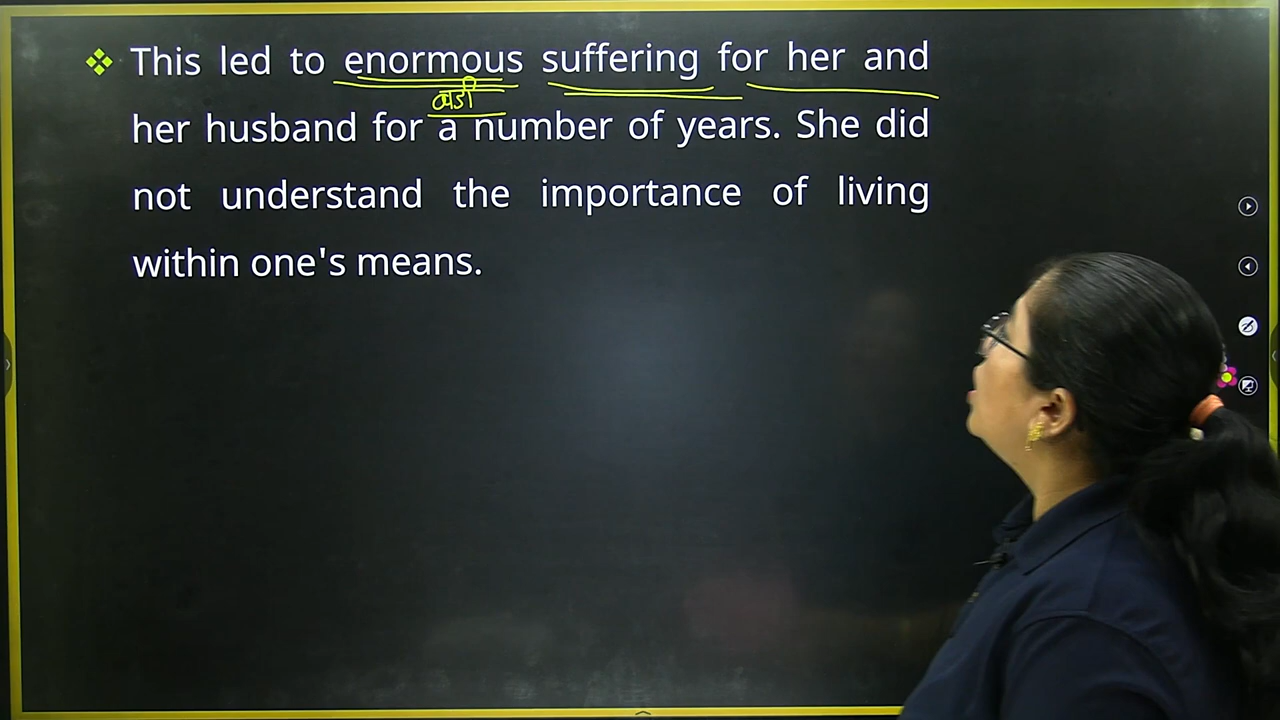 This led to enormous suffering for her and
her husband for a number of years. She did
not understand the importance of living
within one's means.